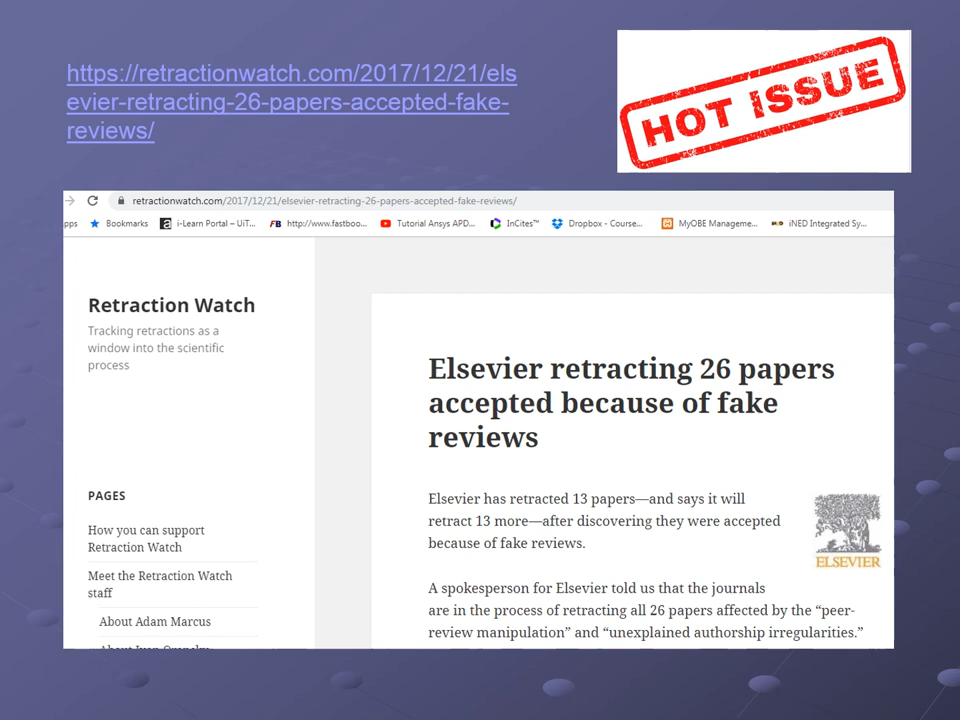 https://retractionwatch.com/2017/12/21/els
evier-retracting-26-papers-accepted-fake-
reviews/
HOT ISSUE
retractionwatch.com/2017/12/21/elsevier-retracting-26-papers-accepted-fake-reviews/
pps Bookmarks i-Learn Portal – UiT... http://www.fastboo... Tutorial Ansys APD... InCites™ Dropbox - Course... MyOBE Manageme... iNED Integrated Sy...
Retraction Watch
Tracking retractions as a
window into the scientific
process
PAGES
How you can support
Retraction Watch
Meet the Retraction Watch
staff
About Adam Marcus
Elsevier retracting 26 papers
accepted because of fake
reviews
Elsevier has retracted 13 papers—and says it will
retract 13 more—after discovering they were accepted
because of fake reviews.
ELSEVIER
A spokesperson for Elsevier told us that the journals
are in the process of retracting all 26 papers affected by the “peer-
review manipulation” and “unexplained authorship irregularities.”